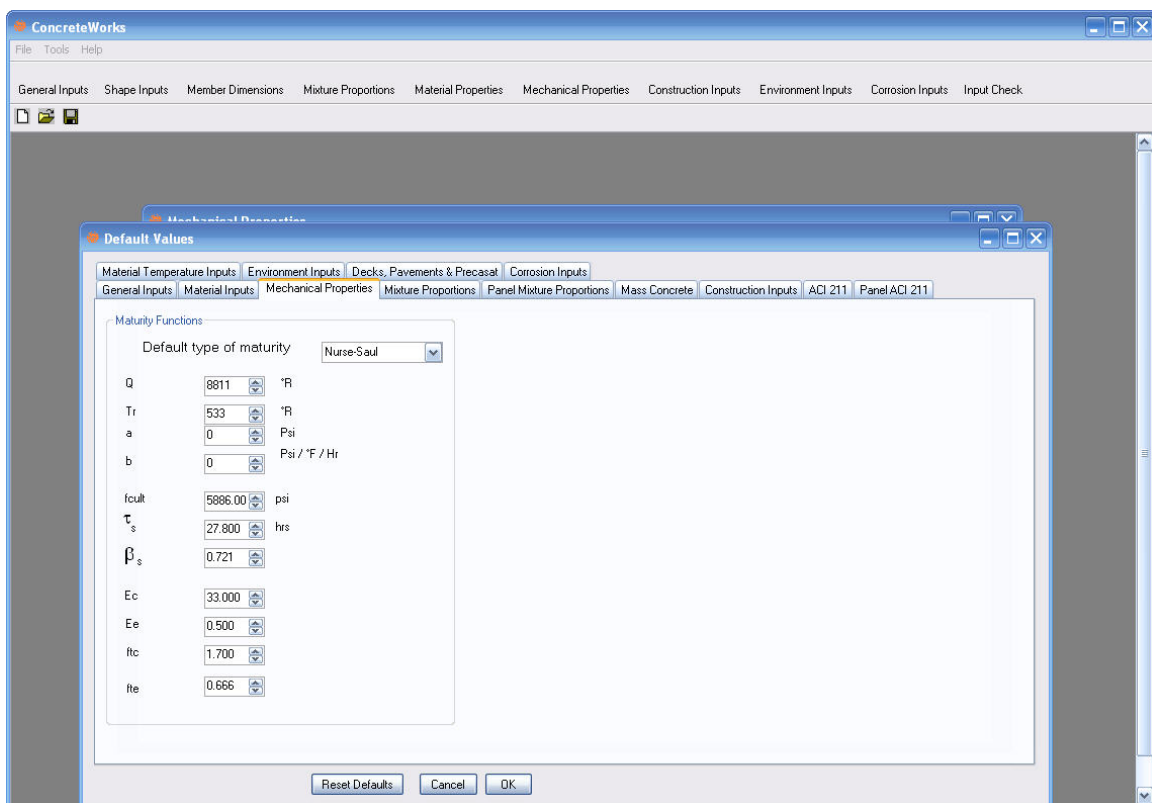 ConcreteWorks
File Tools Help
General Inputs Shape Inputs Member Dimensions Mixture Proportions Material Properties Mechanical Properties Construction Inputs Environment Inputs Corrosion Inputs Input Check
Mechanical Properties
Default Values
Material Temperature Inputs Environment Inputs Decks, Pavements & Precasat Corrosion Inputs
General Inputs Material Inputs Mechanical Properties Mixture Proportions Panel Mixture Proportions Mass Concrete Construction Inputs ACI 211 Panel ACI 211
Maturity Functions
Default type of maturity Nurse-Saul
Q 8811 °R
Tr 533 °R
a 0 Psi
b 0 Psi / °F / Hr
fcult 5886.00 psi
τs 27.800 hrs
βs 0.721
Ec 33.000
Ee 0.500
ftc 1.700
fte 0.666
Reset Defaults Cancel OK